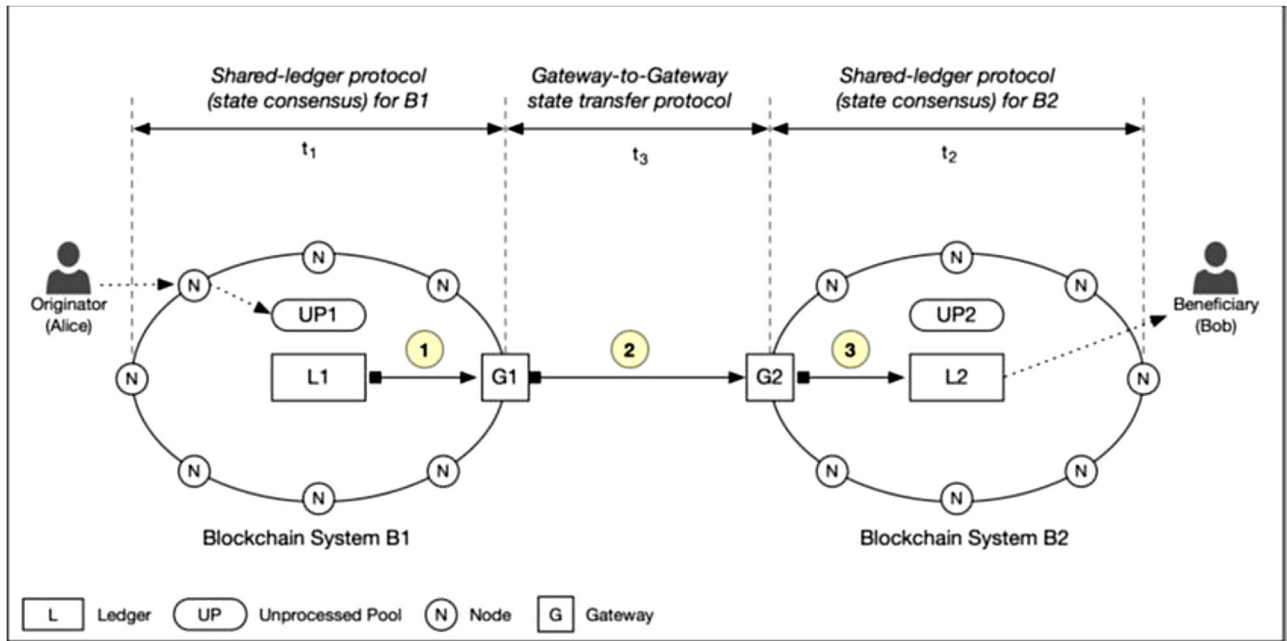 Shared-ledger protocol
(state consensus) for B1
Gateway-to-Gateway
state transfer protocol
Shared-ledger protocol
(state consensus) for B2
t1
t3
t2
N
N
N
N
N
N
Originator
(Alice)
Beneficiary
(Bob)
UP1
UP2
1
2
3
N
L1
G1
G2
L2
N
N
N
N
N
N
N
Blockchain System B1
Blockchain System B2
L Ledger UP Unprocessed Pool N Node G Gateway